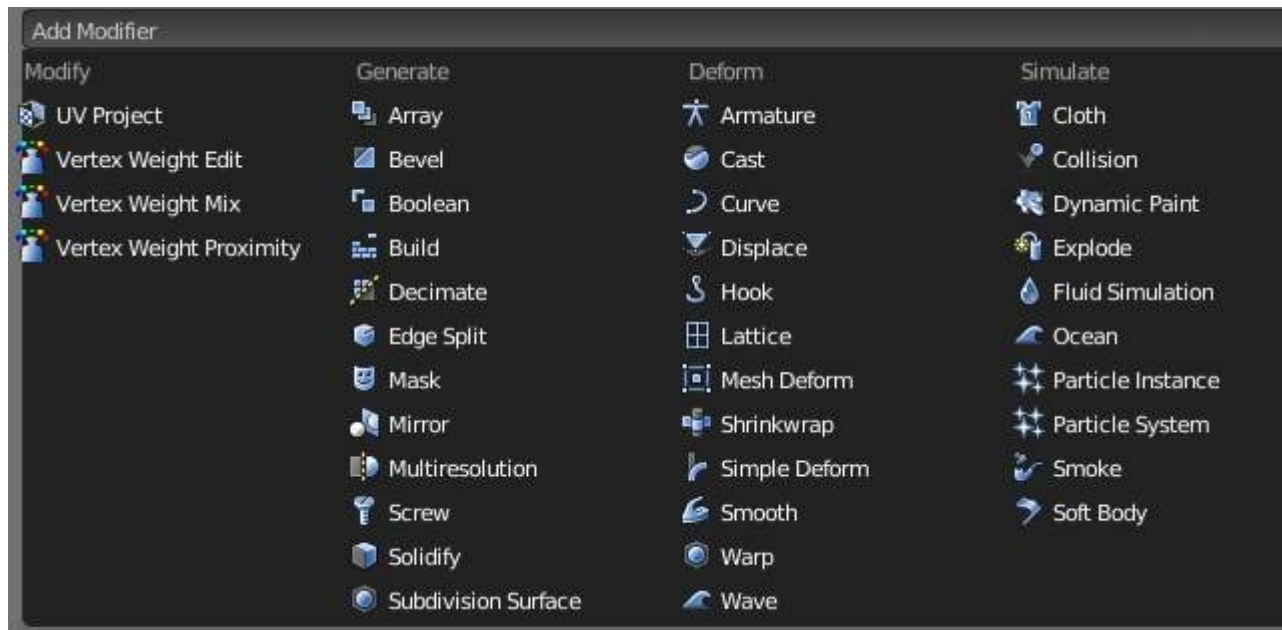 Add Modifier
Modify
UV Project
Vertex Weight Edit
Vertex Weight Mix
Vertex Weight Proximity
Generate
Array
Bevel
Boolean
Build
Decimate
Edge Split
Mask
Mirror
Multiresolution
Screw
Solidify
Subdivision Surface
Deform
Armature
Cast
Curve
Displace
Hook
Lattice
Mesh Deform
Shrinkwrap
Simple Deform
Smooth
Warp
Wave
Simulate
Cloth
Collision
Dynamic Paint
Explode
Fluid Simulation
Ocean
Particle Instance
Particle System
Smoke
Soft Body